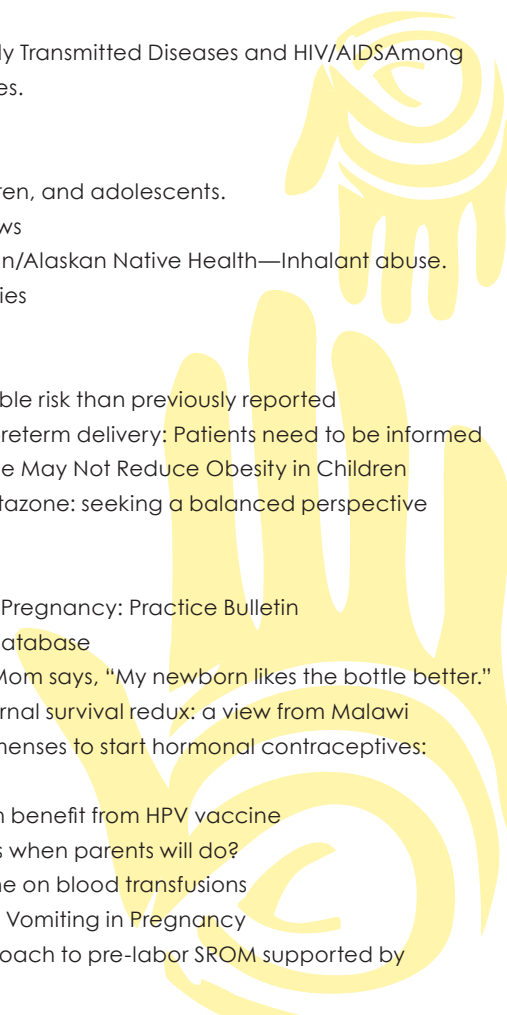 ly Transmitted Diseases and HIV/AIDSAmong
es.
ren, and adolescents.
ws
n/Alaskan Native Health—Inhalant abuse.
ies
ble risk than previously reported
reterm delivery: Patients need to be informed
e May Not Reduce Obesity in Children
tazone: seeking a balanced perspective
Pregnancy: Practice Bulletin
atabase
Mom says, “My newborn likes the bottle better.”
rnal survival redux: a view from Malawi
menses to start hormonal contraceptives:
n benefit from HPV vaccine
s when parents will do?
ne on blood transfusions
Vomiting in Pregnancy
oach to pre-labor SROM supported by